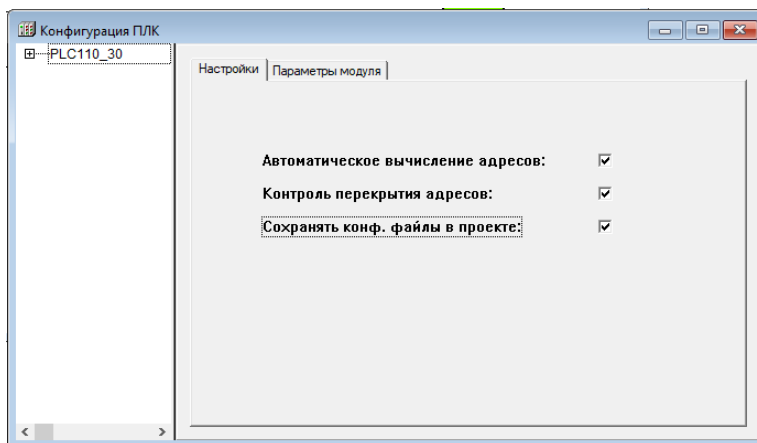 Конфигурация ПЛК
PLC110_30
Настройки
Параметры модуля
Автоматическое вычисление адресов:
Контроль перекрытия адресов:
Сохранять конф. файлы в проекте: